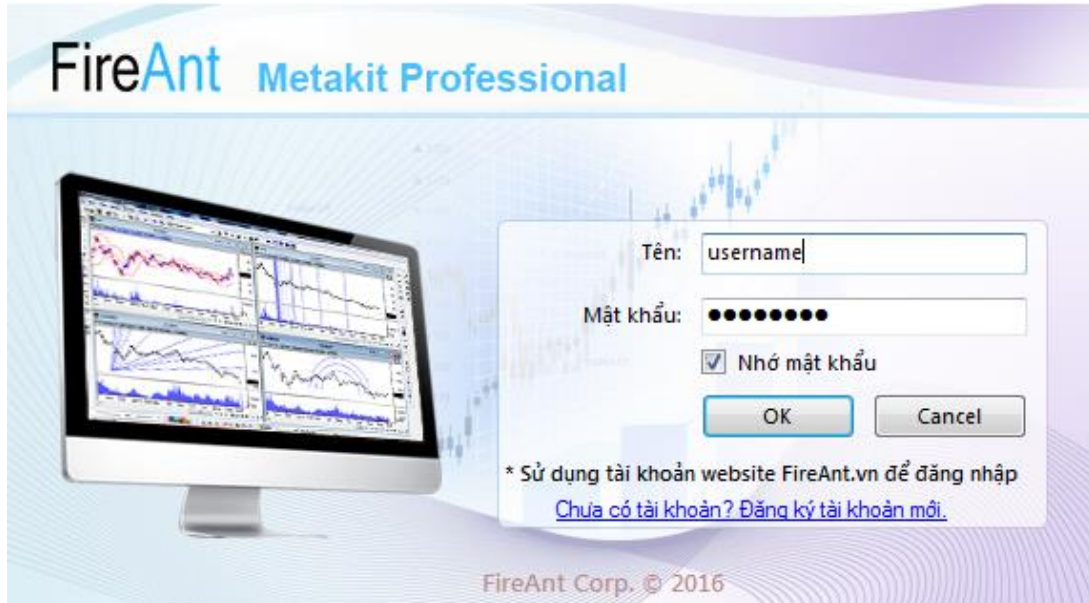 FireAnt Metakit Professional
Tên: username
Mật khẩu: ●●●●●●●●
Nhớ mật khẩu
OK Cancel
* Sử dụng tài khoản website FireAnt.vn để đăng nhập
Chưa có tài khoản? Đăng ký tài khoản mới.
FireAnt Corp. © 2016